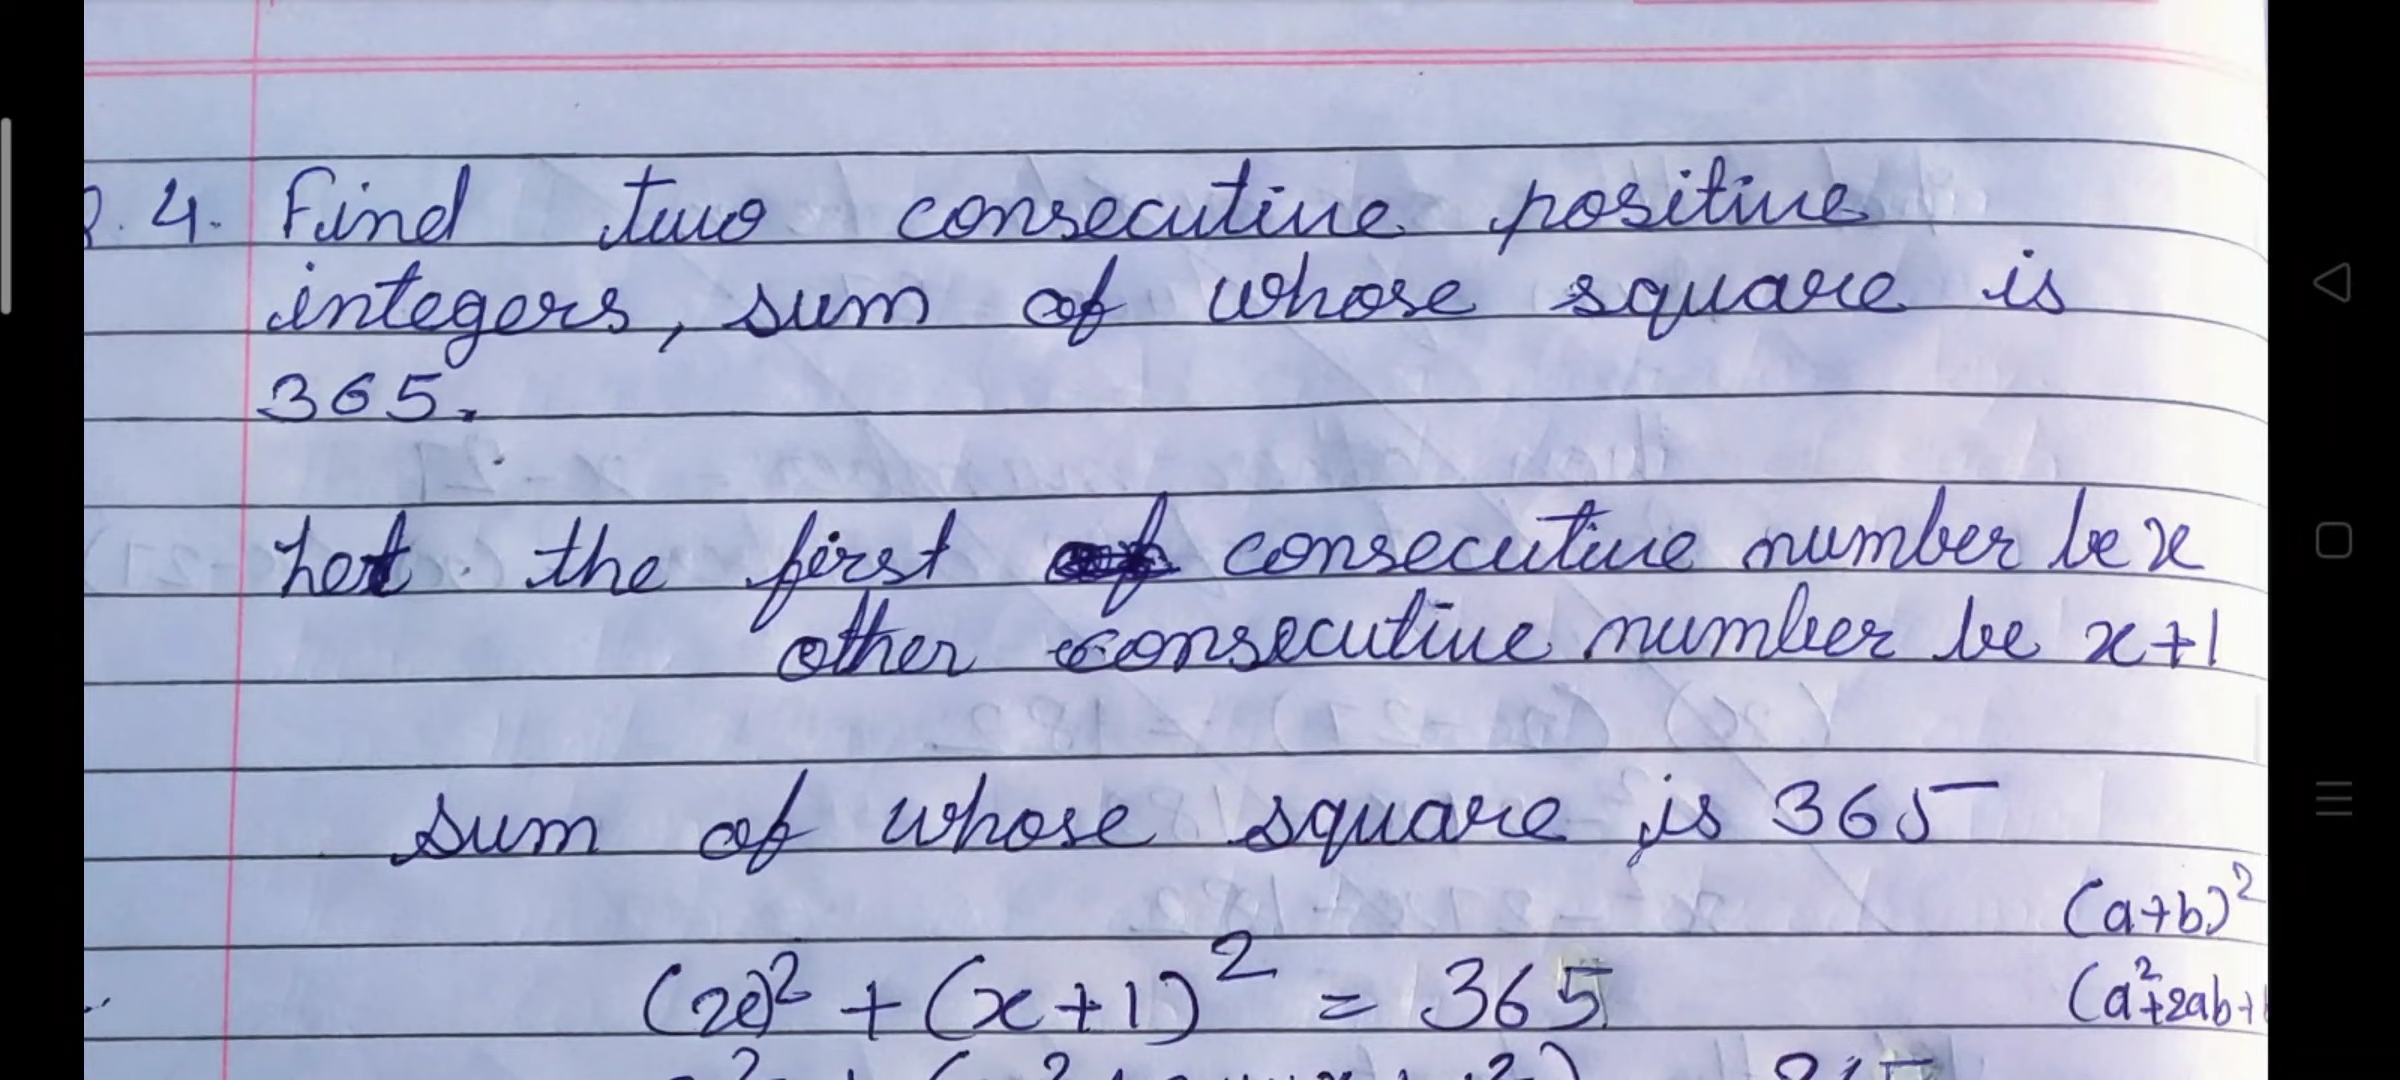 4. Find two consecutive positive
integers, sum of whose square is
365.
Let the first consecutive number be x
other consecutive number be x+1
sum of whose square is 365
(a+b)²
(x)² + (x+1)² = 365
(a²+2ab+